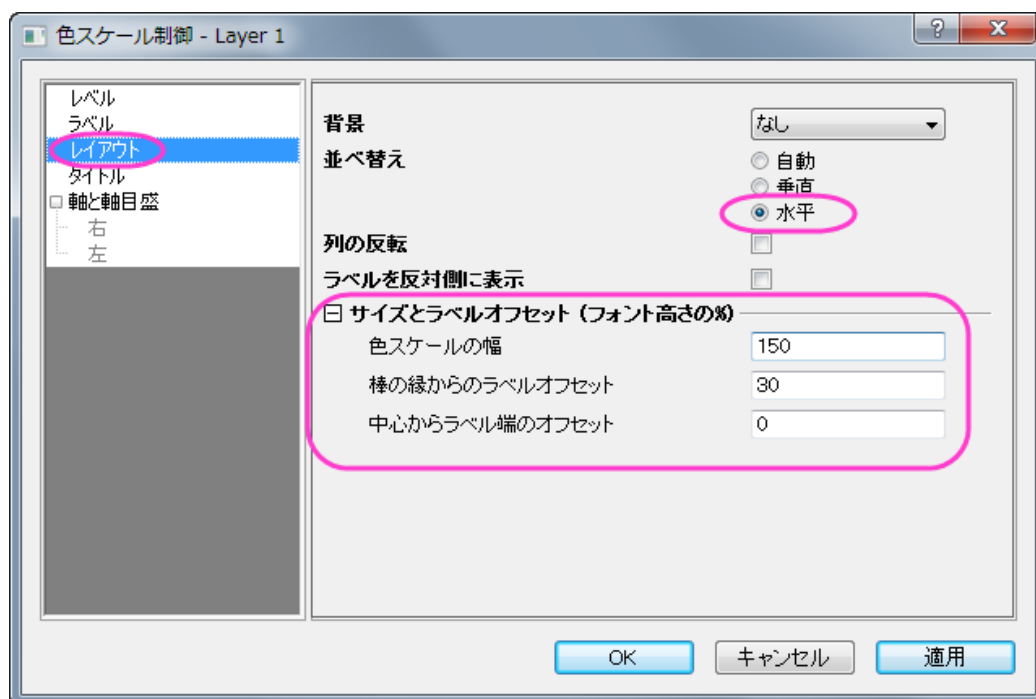 色スケール制御 - Layer 1
?
レベル
ラベル
レイアウト
タイトル
軸と軸目盛
右
左
背景
なし
並べ替え
自動
垂直
水平
列の反転
ラベルを反対側に表示
サイズとラベルオフセット (フォント高さの%)
色スケールの幅
150
棒の縁からのラベルオフセット
30
中心からラベル端のオフセット
0
OK
キャンセル
適用